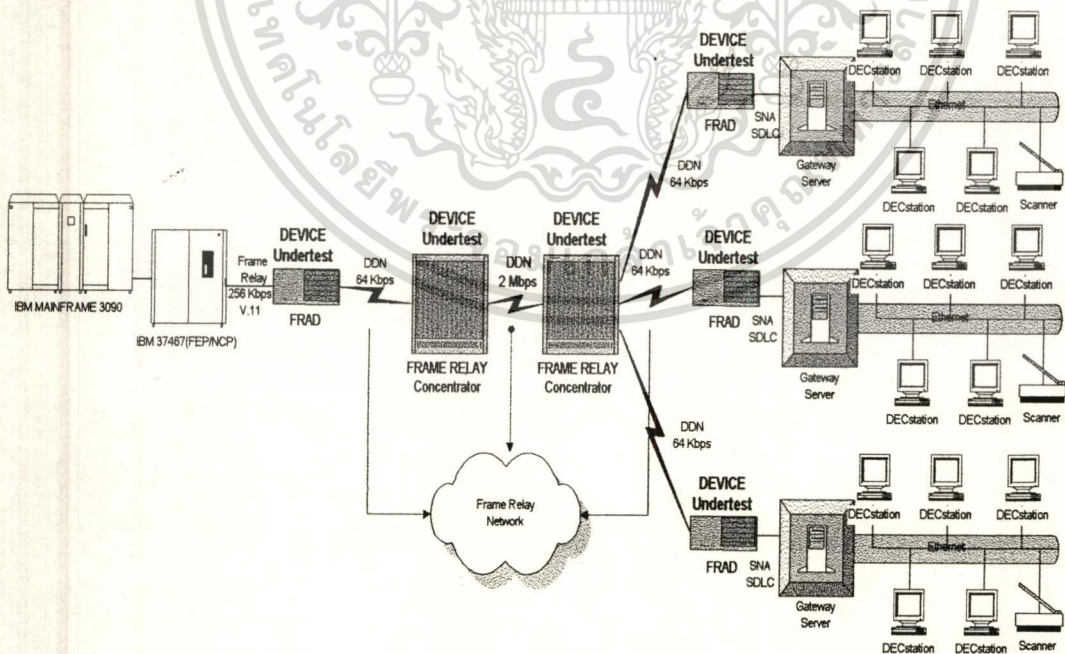 IBM MAINFRAME 3090
IBM 37467(FEP/NCP)
Frame
Relay
256 Kbps
V.11
DEVICE
Undertest
FRAD
DDN
64 Kbps
DEVICE
Undertest
FRAME RELAY
Concentrator
DDN
2 Mbps
DEVICE
Undertest
FRAME RELAY
Concentrator
Frame Relay
Network
DDN
64 Kbps
DEVICE
Undertest
FRAD
SNA
SDLC
Gateway
Server
DECstation
DECstation
DECstation
Ethernet
DECstation
DECstation
Scanner
DDN
64 Kbps
DEVICE
Undertest
FRAD
SNA
SDLC
Gateway
Server
DECstation
DECstation
DECstation
Ethernet
DECstation
DECstation
Scanner
DDN
64 Kbps
DEVICE
Undertest
FRAD
SNA
SDLC
Gateway
Server
DECstation
DECstation
DECstation
Ethernet
DECstation
DECstation
Scanner